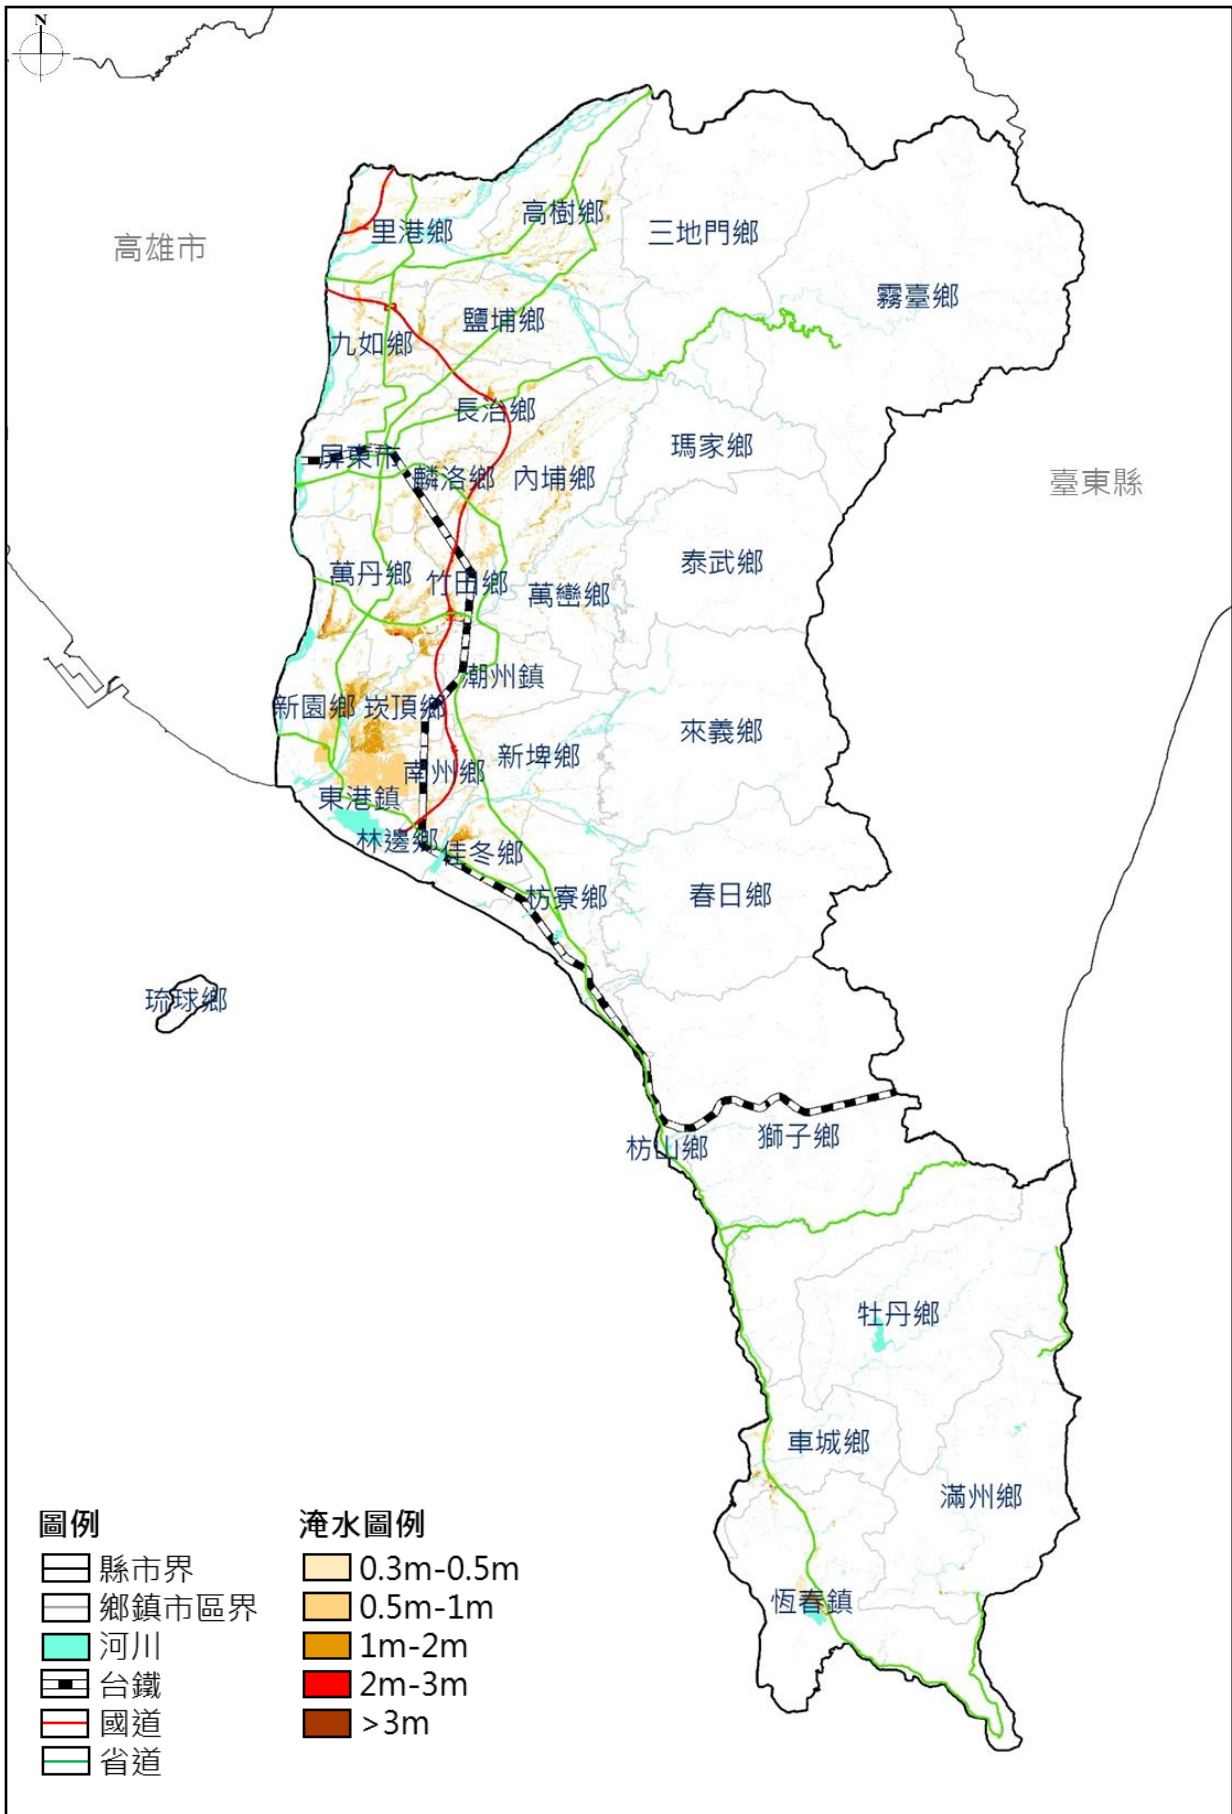 N
高樹鄉
里港鄉
三地門鄉
高雄市
霧臺鄉
鹽埔鄉
九如鄉
長治鄉
瑪家鄉
屏東市
麟洛鄉
內埔鄉
臺東縣
泰武鄉
萬丹鄉
竹田鄉
萬巒鄉
潮州鎮
新園鄉
崁頂鄉
來義鄉
新埤鄉
南州鄉
東港鎮
林邊鄉
佳冬鄉
枋寮鄉
春日鄉
琉球鄉
獅子鄉
枋山鄉
牡丹鄉
車城鄉
滿州鄉
恆春鎮
圖例
縣市界
鄉鎮市區界
河川
台鐵
國道
省道
淹水圖例
0.3m-0.5m
0.5m-1m
1m-2m
2m-3m
>3m